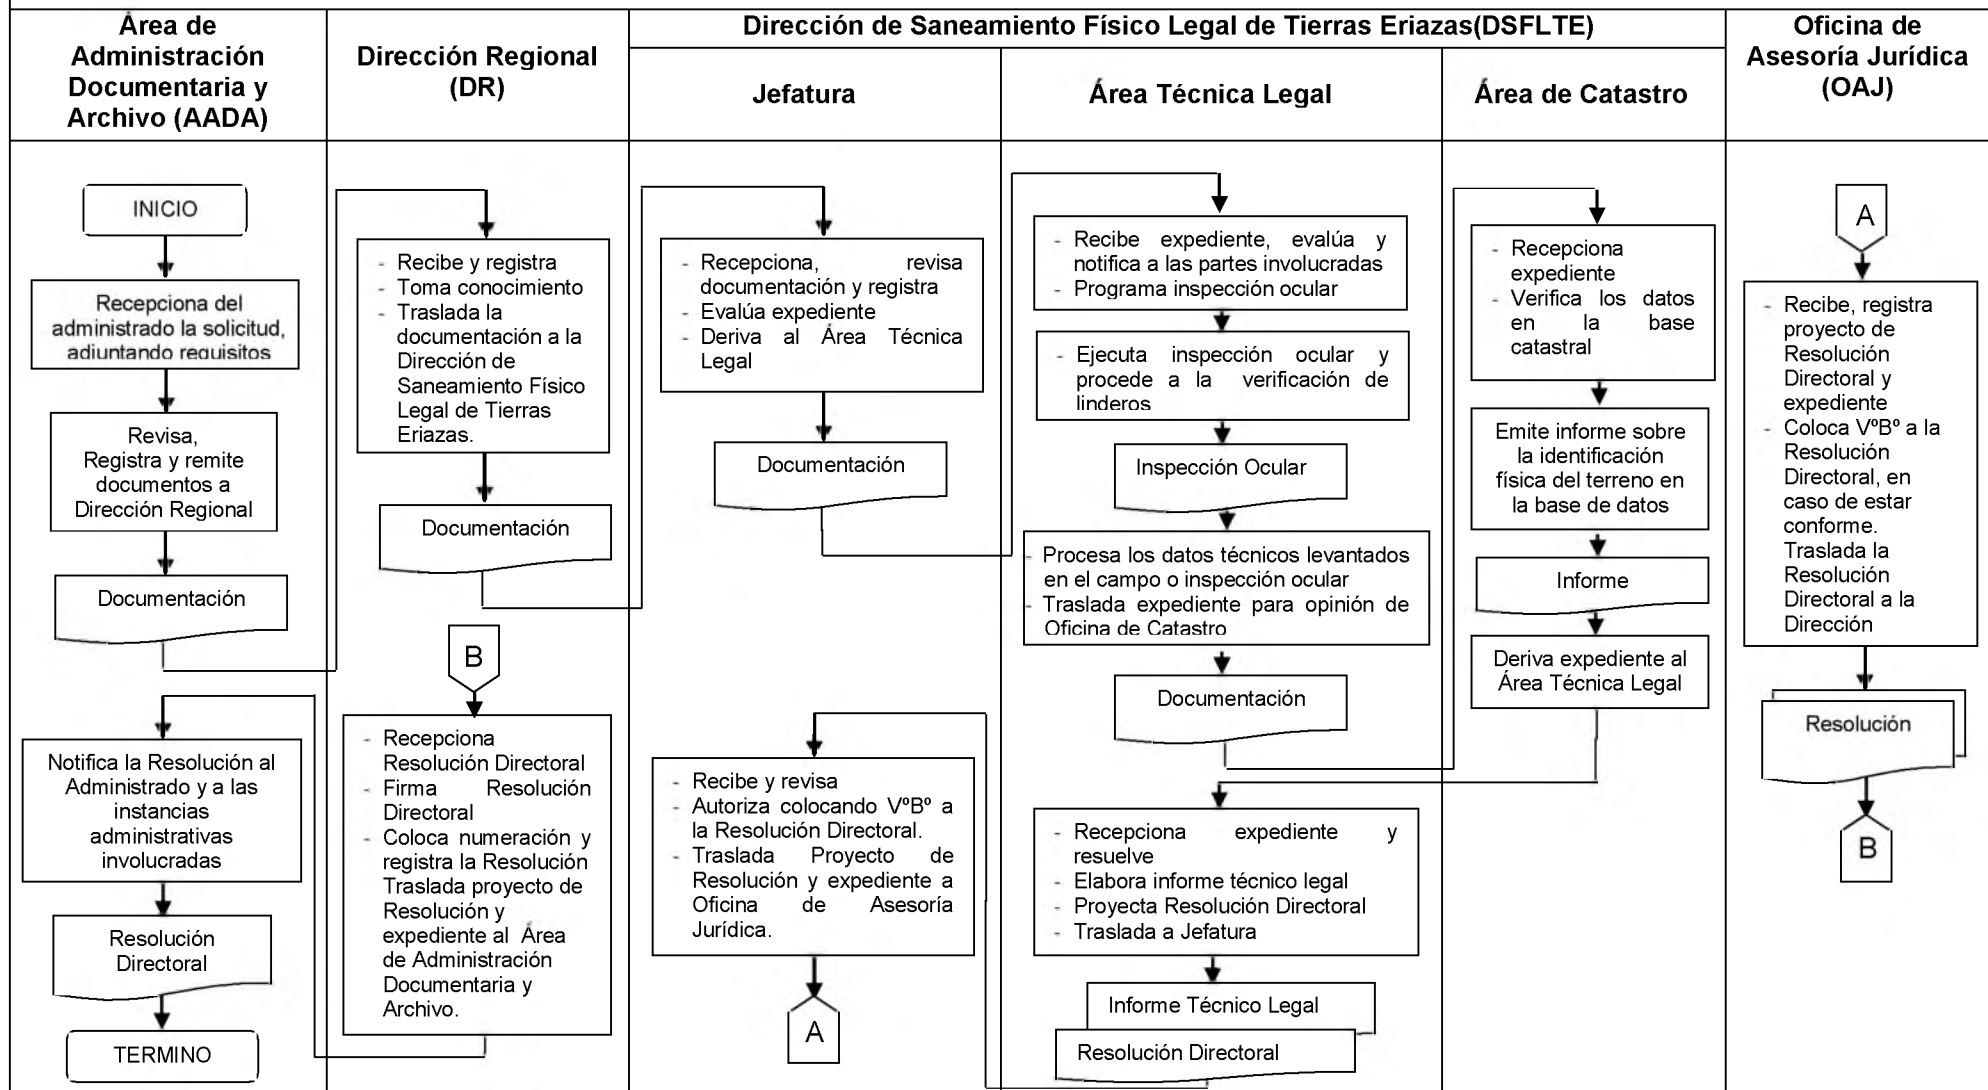 Área de
Administración
Documentaria y
Archivo (AADA)
Dirección Regional
(DR)
Dirección de Saneamiento Físico Legal de Tierras Eriazas(DSFLTE)
Jefatura
Área Técnica Legal
Área de Catastro
Oficina de
Asesoría Jurídica
(OAJ)
INICIO
Recepciona del
administrado la solicitud,
adjuntando requisitos
Revisa,
Registra y remite
documentos a
Dirección Regional
Documentación
Notifica la Resolución al
Administrado y a las
instancias
administrativas
involucradas
Resolución
Directoral
TERMINO
- Recibe y registra
- Toma conocimiento
- Traslada la
documentación a la
Dirección de
Saneamiento Físico
Legal de Tierras
Eriazas.
Documentación
B
- Recepciona
Resolución Directoral
- Firma Resolución
Directoral
- Coloca numeración y
registra la Resolución
Traslada proyecto de
Resolución y
expediente al Área
de Administración
Documentaria y
Archivo.
- Recepciona, revisa
documentación y registra
- Evalúa expediente
- Deriva al Área Técnica
Legal
Documentación
- Recibe y revisa
- Autoriza colocando VºBº a
la Resolución Directoral.
- Traslada Proyecto de
Resolución y expediente a
Oficina de Asesoría
Jurídica.
A
- Recibe expediente, evalúa y
notifica a las partes involucradas
- Programa inspección ocular
- Ejecuta inspección ocular y
procede a la verificación de
linderos
Inspección Ocular
- Procesa los datos técnicos levantados
en el campo o inspección ocular
- Traslada expediente para opinión de
Oficina de Catastro
Documentación
- Recepciona expediente y
resuelve
- Elabora informe técnico legal
- Proyecta Resolución Directoral
- Traslada a Jefatura
Informe Técnico Legal
Resolución Directoral
- Recepciona
expediente
- Verifica los datos
en la base
catastral
Emite informe sobre
la identificación
física del terreno en
la base de datos
Informe
Deriva expediente al
Área Técnica Legal
A
- Recibe, registra
proyecto de
Resolución
Directoral y
expediente
- Coloca VºBº a la
Resolución
Directoral, en
caso de estar
conforme.
Traslada la
Resolución
Directoral a la
Dirección
Resolución
B